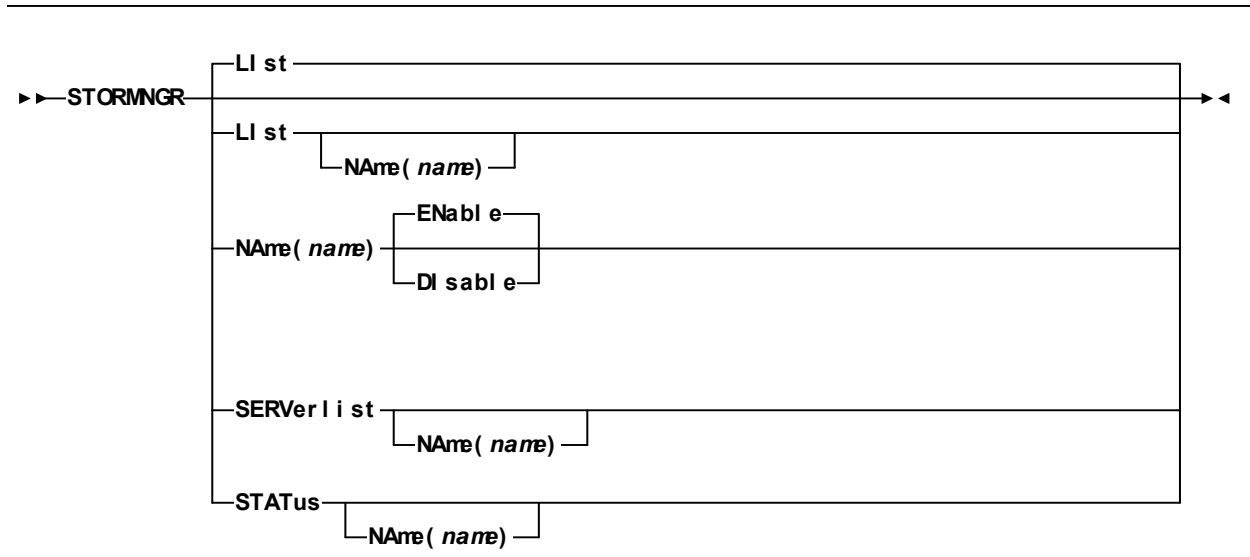 LIst
STORMNGR
LIst
NAme(name)
ENable
NAme(name)
DIsable
SERVerlist
NAme(name)
STATus
NAme(name)